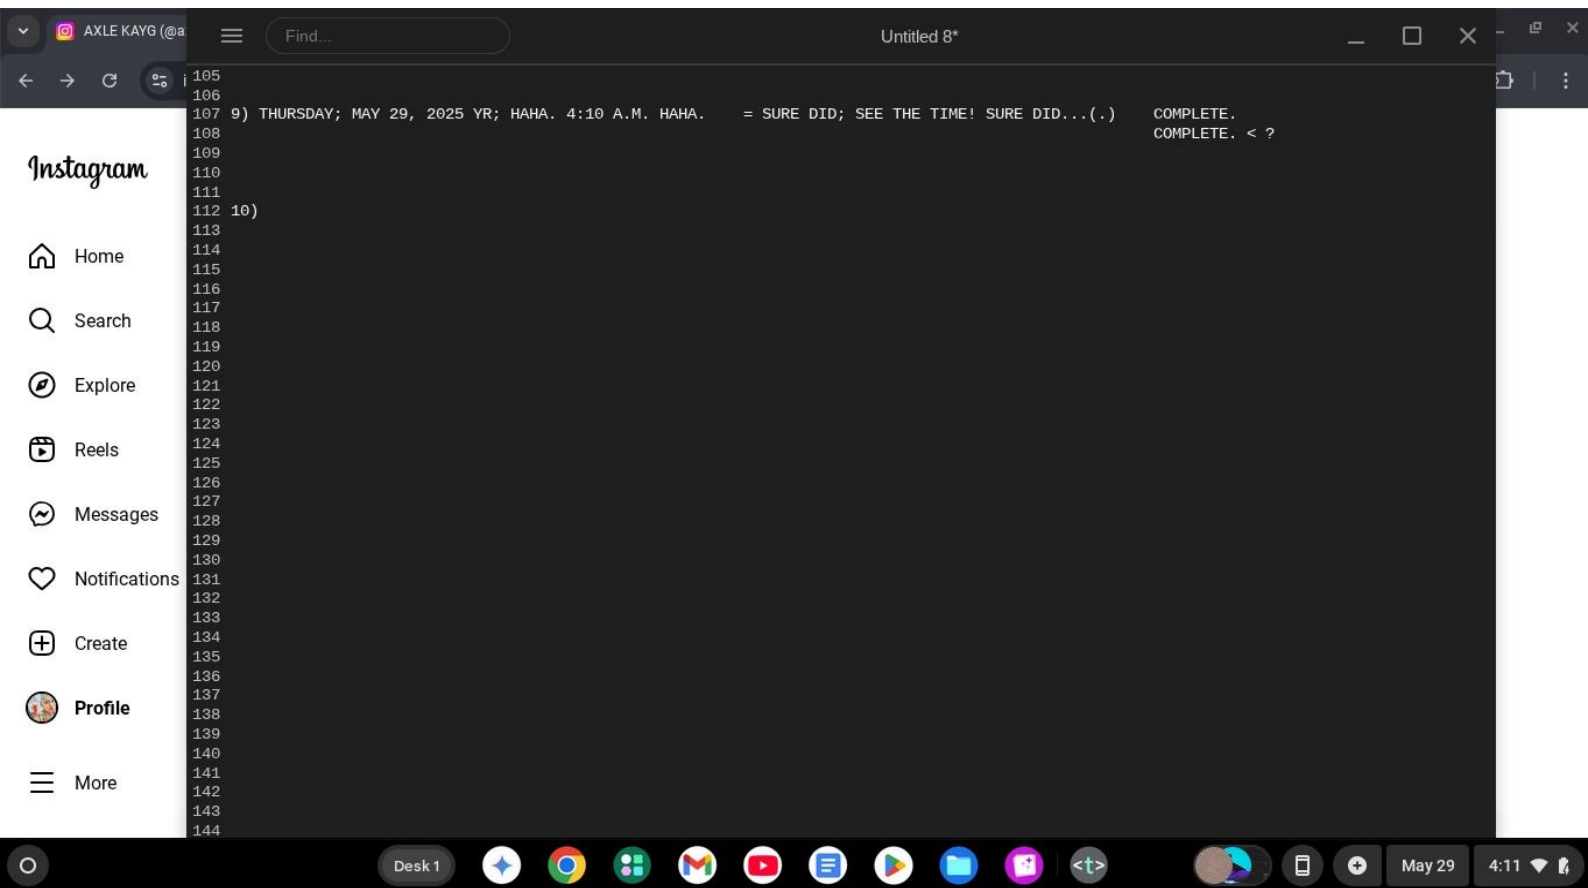 AXLE KAYG (@a
Find...
Untitled 8*
105
106
107 9) THURSDAY; MAY 29, 2025 YR; HAHA. 4:10 A.M. HAHA. = SURE DID; SEE THE TIME! SURE DID...(.) COMPLETE.
108 COMPLETE. < ?
109
110
111
112 10)
113
114
115
116
117
118
119
120
121
122
123
124
125
126
127
128
129
130
131
132
133
134
135
136
137
138
139
140
141
142
143
144
Instagram
Home
Search
Explore
Reels
Messages
Notifications
Create
Profile
More
Desk 1
<t>
May 29
4:11